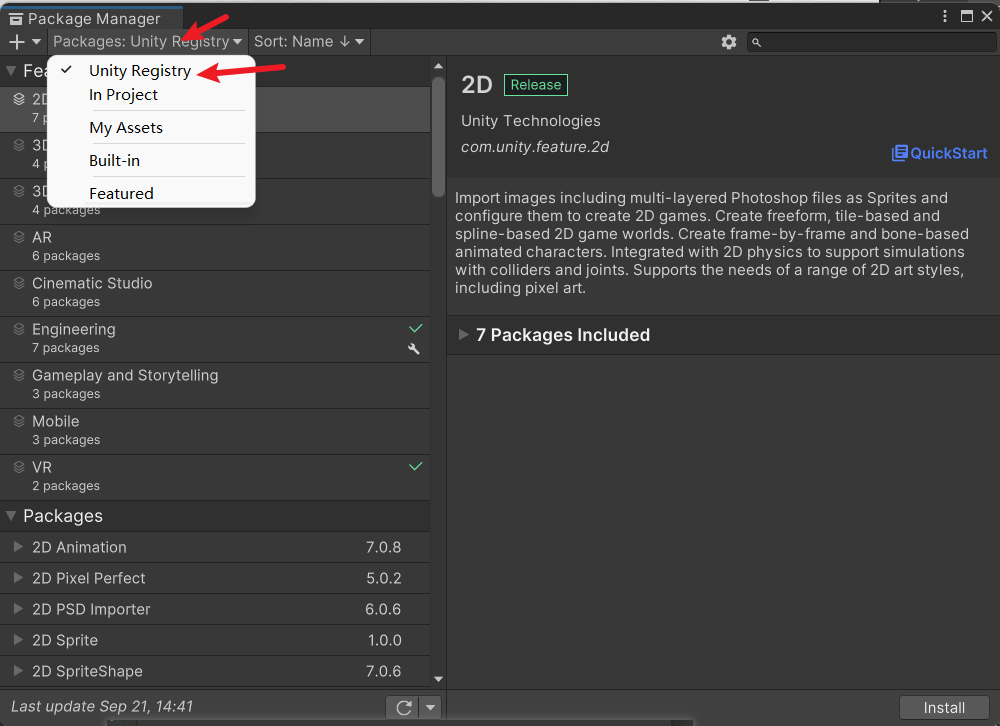 Package Manager
Packages: Unity Registry
Sort: Name ↓
Unity Registry
In Project
My Assets
Built-in
Featured
Fea
2D
7 p
3D
4 p
3D
4 packages
AR
6 packages
Cinematic Studio
6 packages
Engineering
7 packages
Gameplay and Storytelling
3 packages
Mobile
3 packages
VR
2 packages
Packages
2D Animation 7.0.8
2D Pixel Perfect 5.0.2
2D PSD Importer 6.0.6
2D Sprite 1.0.0
2D SpriteShape 7.0.6
Last update Sep 21, 14:41
2D Release
Unity Technologies
com.unity.feature.2d
QuickStart
Import images including multi-layered Photoshop files as Sprites and
configure them to create 2D games. Create freeform, tile-based and
spline-based 2D game worlds. Create frame-by-frame and bone-based
animated characters. Integrated with 2D physics to support simulations
with colliders and joints. Supports the needs of a range of 2D art styles,
including pixel art.
7 Packages Included
Install